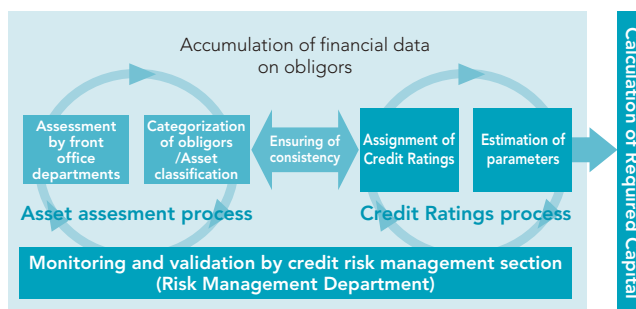 Accumulation of financial data
on obligors
Assessment
by front
office
departments
Categorization
of obligors
/Asset
classification
Ensuring of
consistency
Assignment of
Credit Ratings
Estimation of
parameters
Asset assesment process
Credit Ratings process
Monitoring and validation by credit risk management section
(Risk Management Department)
Calculation of Required Capital